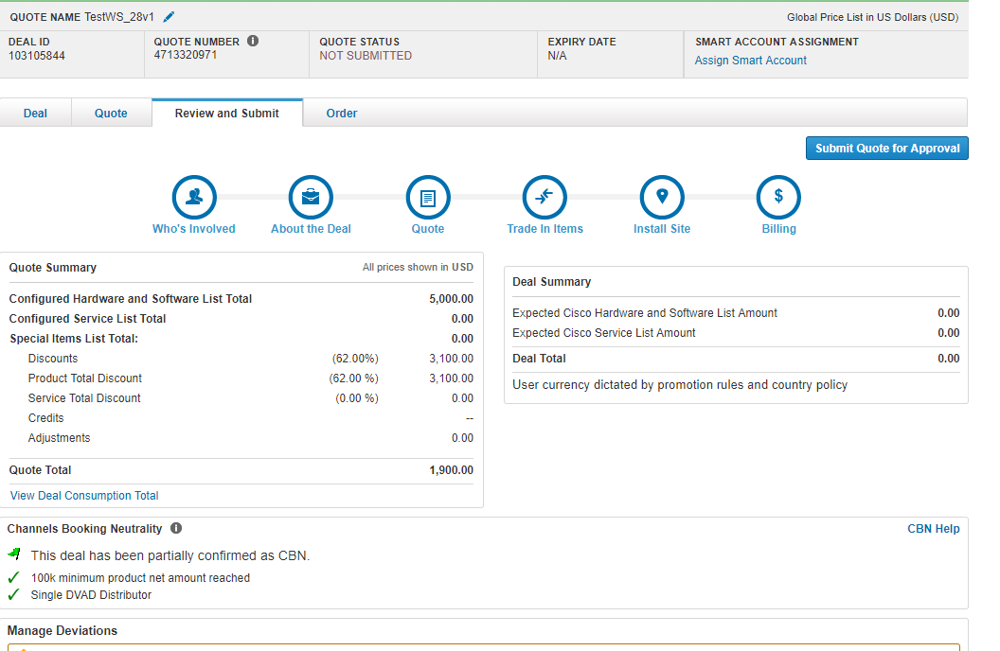 QUOTE NAME TestWS_28v1
Global Price List in US Dollars (USD)
DEAL ID
103105844
QUOTE NUMBER
4713320971
QUOTE STATUS
NOT SUBMITTED
EXPIRY DATE
N/A
SMART ACCOUNT ASSIGNMENT
Assign Smart Account
Deal Quote Review and Submit Order
Submit Quote for Approval
Who's Involved About the Deal Quote Trade In Items Install Site Billing
Quote Summary All prices shown in USD
Configured Hardware and Software List Total 5,000.00
Configured Service List Total 0.00
Special Items List Total: 0.00
Discounts (62.00%) 3,100.00
Product Total Discount (62.00 %) 3,100.00
Service Total Discount (0.00 %) 0.00
Credits --
Adjustments 0.00
Quote Total 1,900.00
View Deal Consumption Total
Deal Summary
Expected Cisco Hardware and Software List Amount 0.00
Expected Cisco Service List Amount 0.00
Deal Total 0.00
User currency dictated by promotion rules and country policy
Channels Booking Neutrality CBN Help
This deal has been partially confirmed as CBN.
100k minimum product net amount reached
Single DVAD Distributor
Manage Deviations